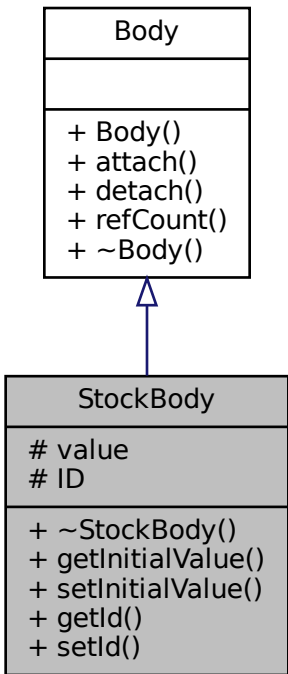 Body
+ Body()
+ attach()
+ detach()
+ refCount()
+ ~Body()
StockBody
# value
# ID
+ ~StockBody()
+ getInitialValue()
+ setInitialValue()
+ getId()
+ setId()